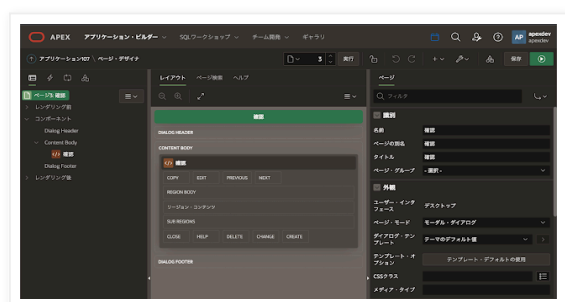 APEX アプリケーション・ビルダー SQLワークショップ チーム開発 ギャラリ AP apexdev
apexdev
アプリケーション107 ページ・デザイナ 3 実行 保存
レイアウト ページ検索 ヘルプ ページ
ページ3: 確認
フィルタ
レンダリング前
コンポーネント
Dialog Header
Content Body
確認
Dialog Footer
レンダリング後
確認
DIALOG HEADER
CONTENT BODY
確認
COPY EDIT PREVIOUS NEXT
REGION BODY
リージョン・コンテンツ
SUB REGIONS
CLOSE HELP DELETE CHANGE CREATE
DIALOG FOOTER
識別
名前 確認
ページの別名 確認
タイトル 確認
ページ・グループ - 選択 -
外観
ユーザー・インタフェース デスクトップ
ページ・モード モーダル・ダイアログ
ダイアログ・テンプレート テーマのデフォルト値
テンプレート・オプション テンプレート・デフォルトの使用
CSSクラス
メディア・タイプ